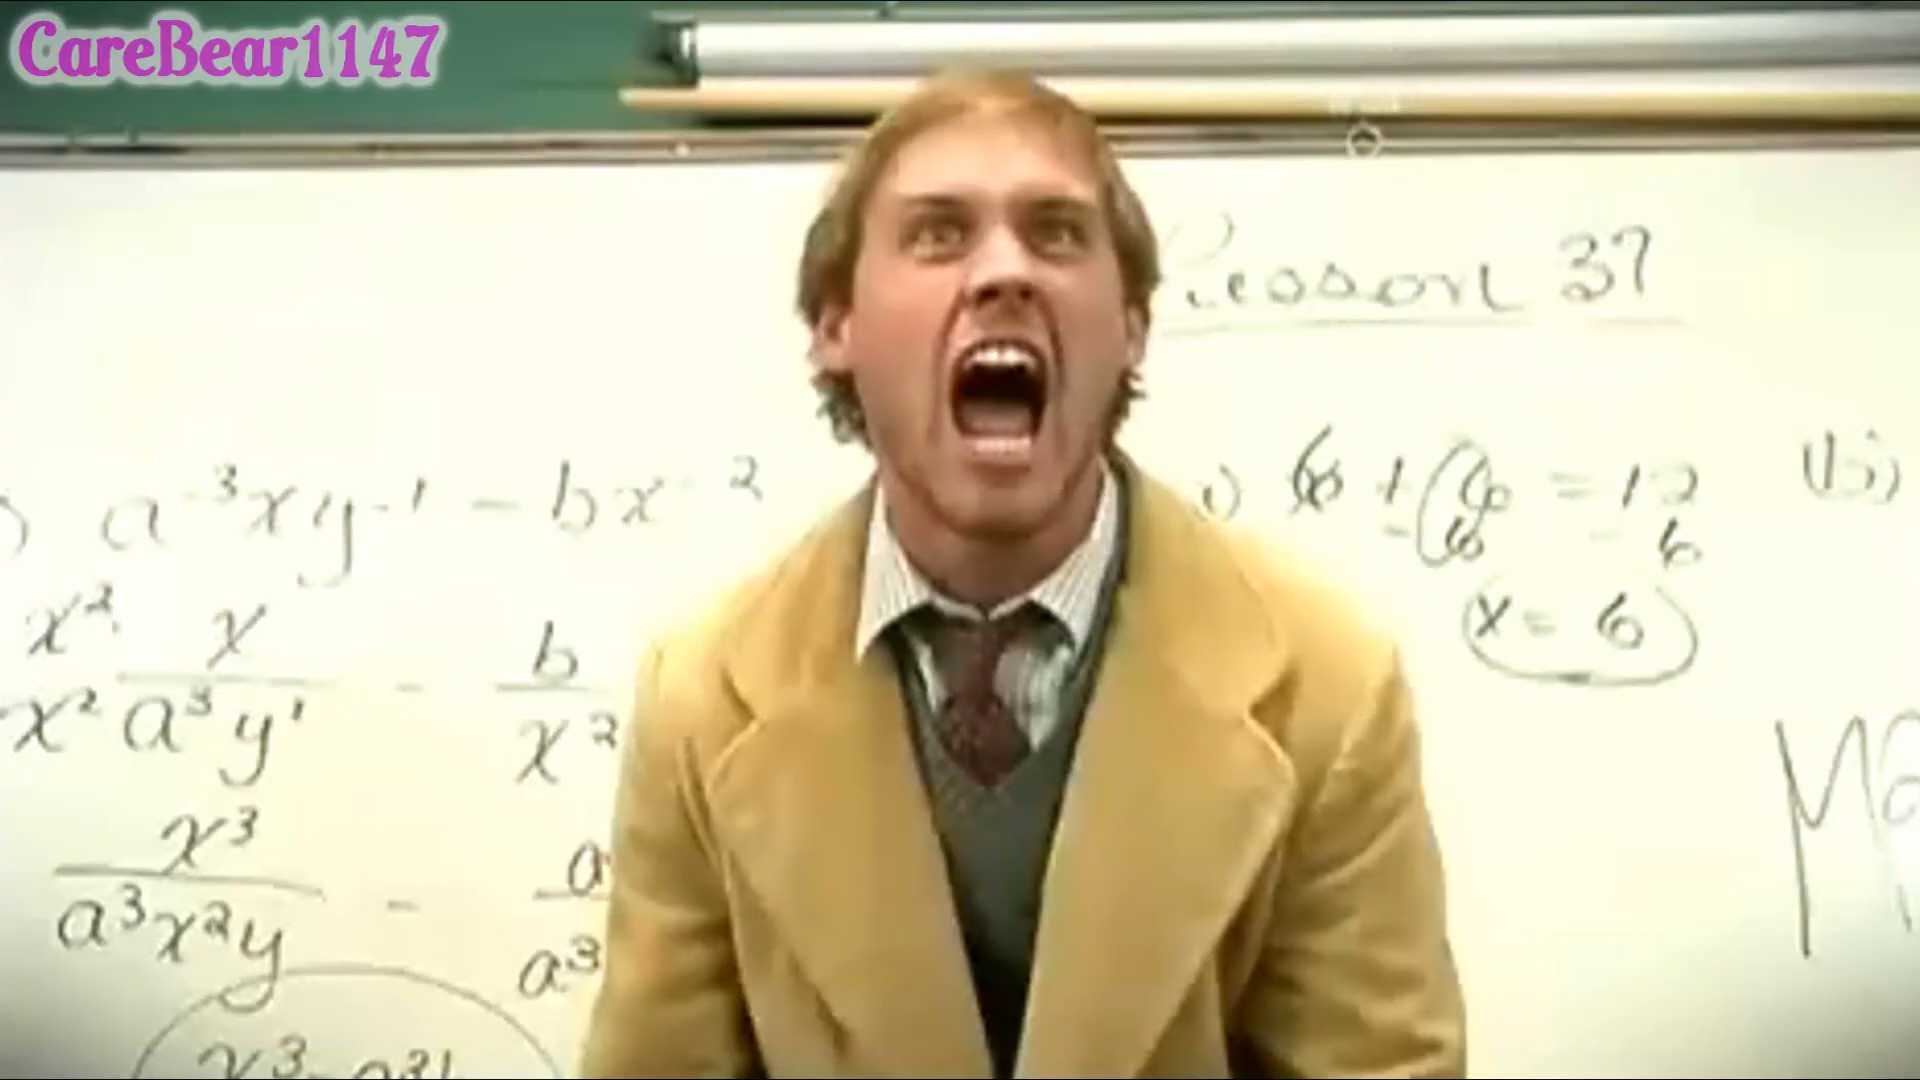 CareBear1147
Lesson 37
a⁻³xy⁻¹ - bx⁻²
x + 6 = 12
- 6 - 6
(b)
x = 6
x² x - b
x² a³y¹ x²
x³ - a
a³x²y a³